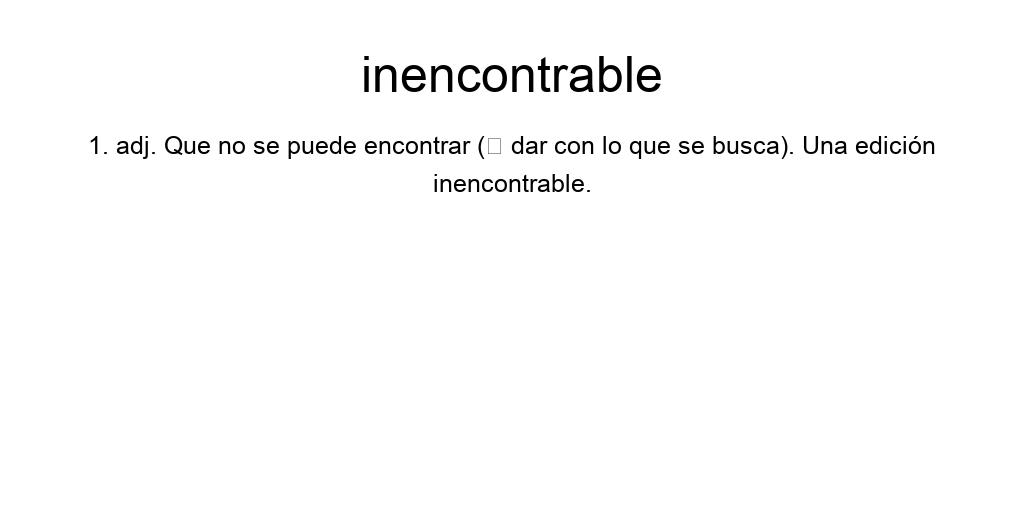 inencontrable
1. adj. Que no se puede encontrar (□ dar con lo que se busca). Una edición
inencontrable.